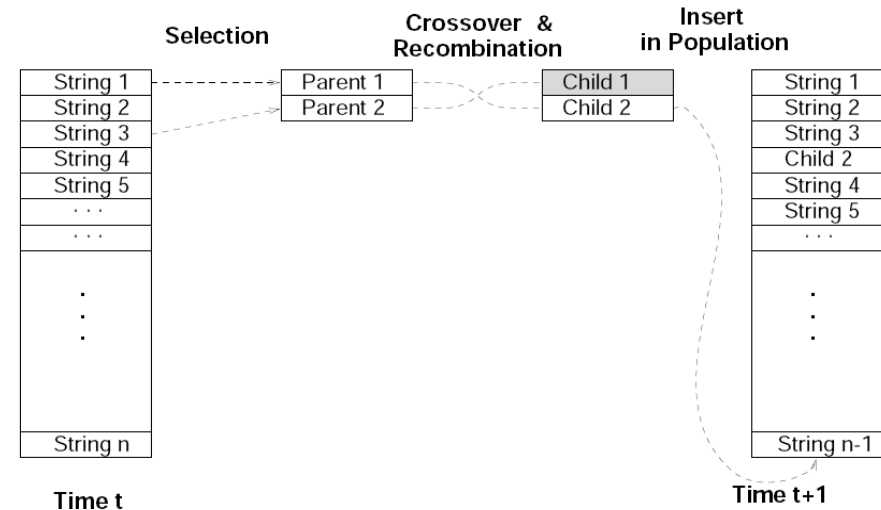 Selection
Crossover &
Recombination
Insert
in Population
String 1
String 2
String 3
String 4
String 5
. . .
. . .
.
.
.
String n
Time t
Parent 1
Parent 2
Child 1
Child 2
String 1
String 2
String 3
Child 2
String 4
String 5
. . .
.
.
.
String n-1
Time t+1